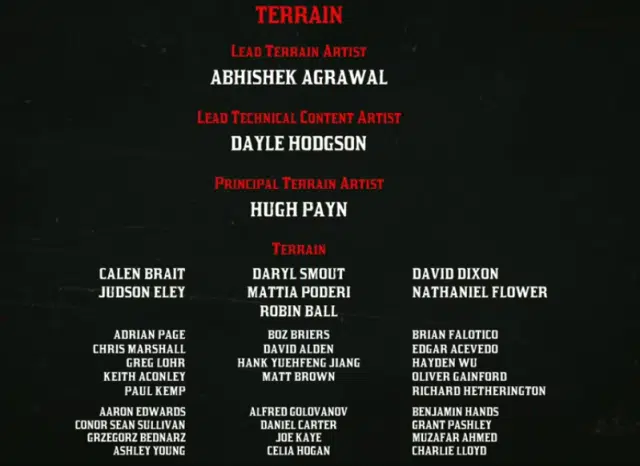 TERRAIN
LEAD TERRAIN ARTIST
ABHISHEK AGRAWAL
LEAD TECHNICAL CONTENT ARTIST
DAYLE HODGSON
PRINCIPAL TERRAIN ARTIST
HUGH PAYN
TERRAIN
CALEN BRAIT DARYL SMOUT DAVID DIXON
JUDSON ELEY MATTIA PODERI NATHANIEL FLOWER
ROBIN BALL
ADRIAN PAGE BOZ BRIERS BRIAN FALOTICO
CHRIS MARSHALL DAVID ALDEN EDGAR ACEVEDO
GREG LOHR HANK YUEHFENG JIANG HAYDEN WU
KEITH ACONLEY MATT BROWN OLIVER GAINFORD
PAUL KEMP RICHARD HETHERINGTON
AARON EDWARDS ALFRED GOLOVANOV BENJAMIN HANDS
CONOR SEAN SULLIVAN DANIEL CARTER GRANT PASHLEY
GRZEGORZ BEDNARZ JOE KAYE MUZAFAR AHMED
ASHLEY YOUNG CELIA HOGAN CHARLIE LLOYD